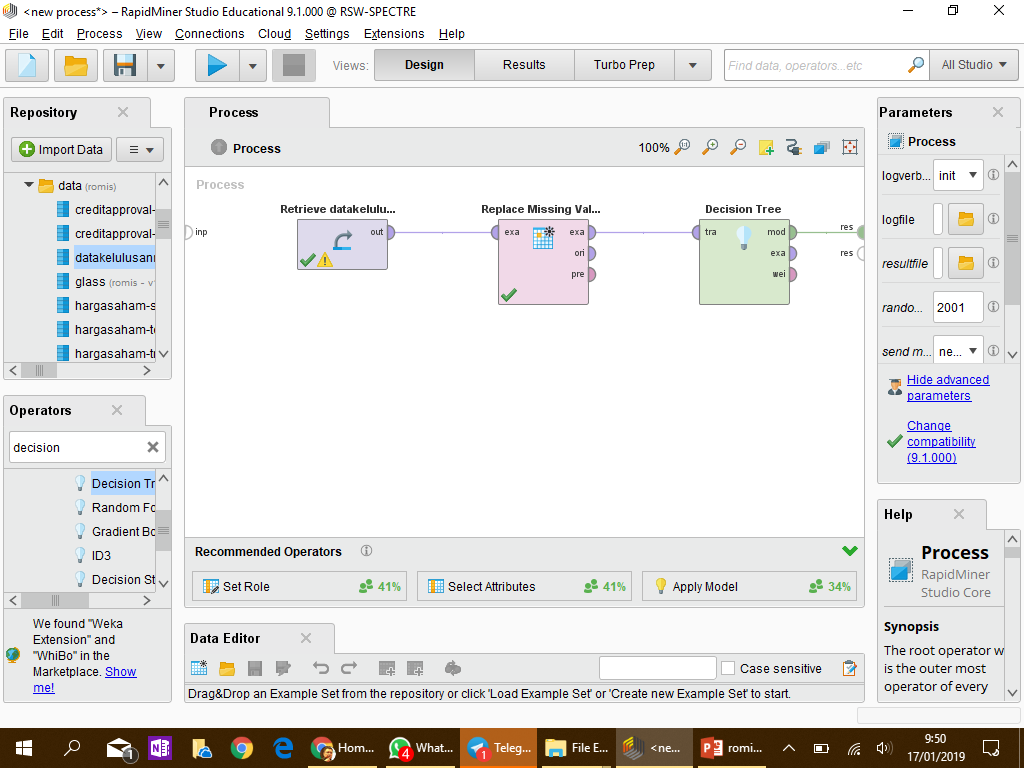 <new process*> – RapidMiner Studio Educational 9.1.000 @ RSW-SPECTRE
File Edit Process View Connections Cloud Settings Extensions Help
Views: Design Results Turbo Prep
Find data, operators...etc
All Studio
Repository
Import Data
data (romis)
creditapproval-
creditapproval-
datakelulusann
glass (romis - v
hargasaham-s
hargasaham-te
hargasaham-tr
Operators
decision
Decision Tr
Random Fo
Gradient Bo
ID3
Decision St
We found "Weka
Extension" and
"WhiBo" in the
Marketplace. Show
me!
Process
Process
100%
Process
inp
Retrieve datakelulu...
out
Replace Missing Val...
exa exa
ori
pre
Decision Tree
tra mod
exa
wei
res
res
Recommended Operators
Set Role 41%
Select Attributes 41%
Apply Model 34%
Data Editor
Case sensitive
Drag&Drop an Example Set from the repository or click 'Load Example Set' or 'Create new Example Set' to start.
Parameters
Process
logverb... init
logfile
resultfile
rando... 2001
send m... ne...
Hide advanced
parameters
Change
compatibility
(9.1.000)
Help
Process
RapidMiner
Studio Core
Synopsis
The root operator w
is the outer most
operator of every
1
N
Hom...
4
What...
1
Teleg...
File E...
<ne...
romi...
9:50
17/01/2019